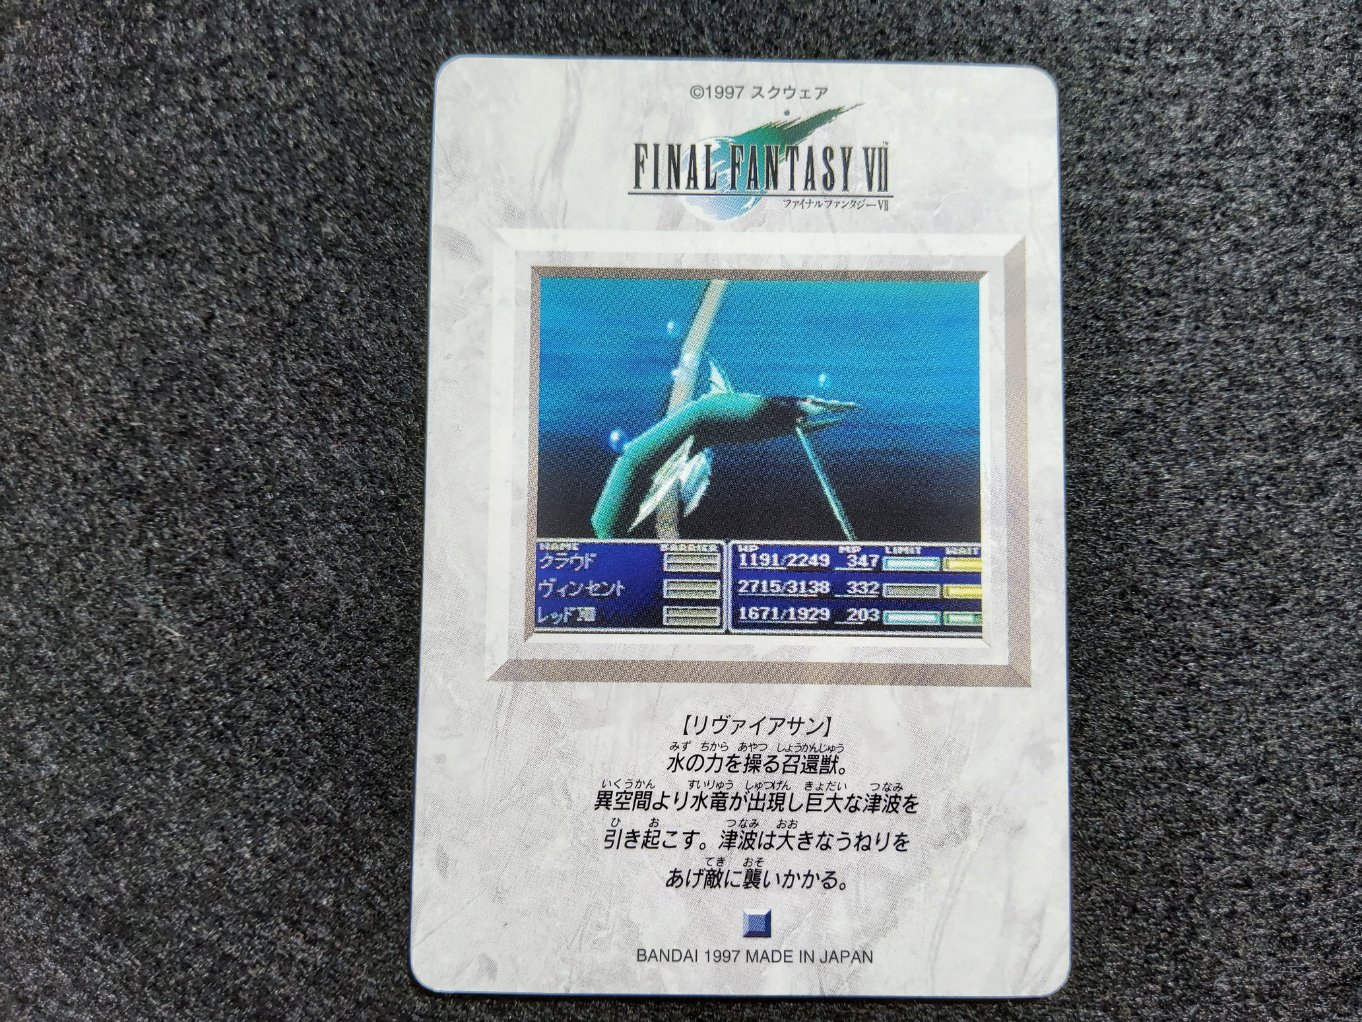 ©1997 スクウェア
FINAL FANTASY VII
™
ファイナルファンタジーVII
NAME BARRIER HP MP LIMIT WAIT
クラウド 1191/2249 347
ヴィンセント 2715/3138 332
レッドXIII 1671/1929 203
【リヴァイアサン】
みず ちから あやつ しょうかんじゅう
水の力を操る召還獣。
いくうかん すいりゅう しゅつげん きょだい つなみ
異空間より水竜が出現し巨大な津波を
ひ お つなみ おお
引き起こす。津波は大きなうねりを
てき おそ
あげ敵に襲いかかる。
BANDAI 1997 MADE IN JAPAN